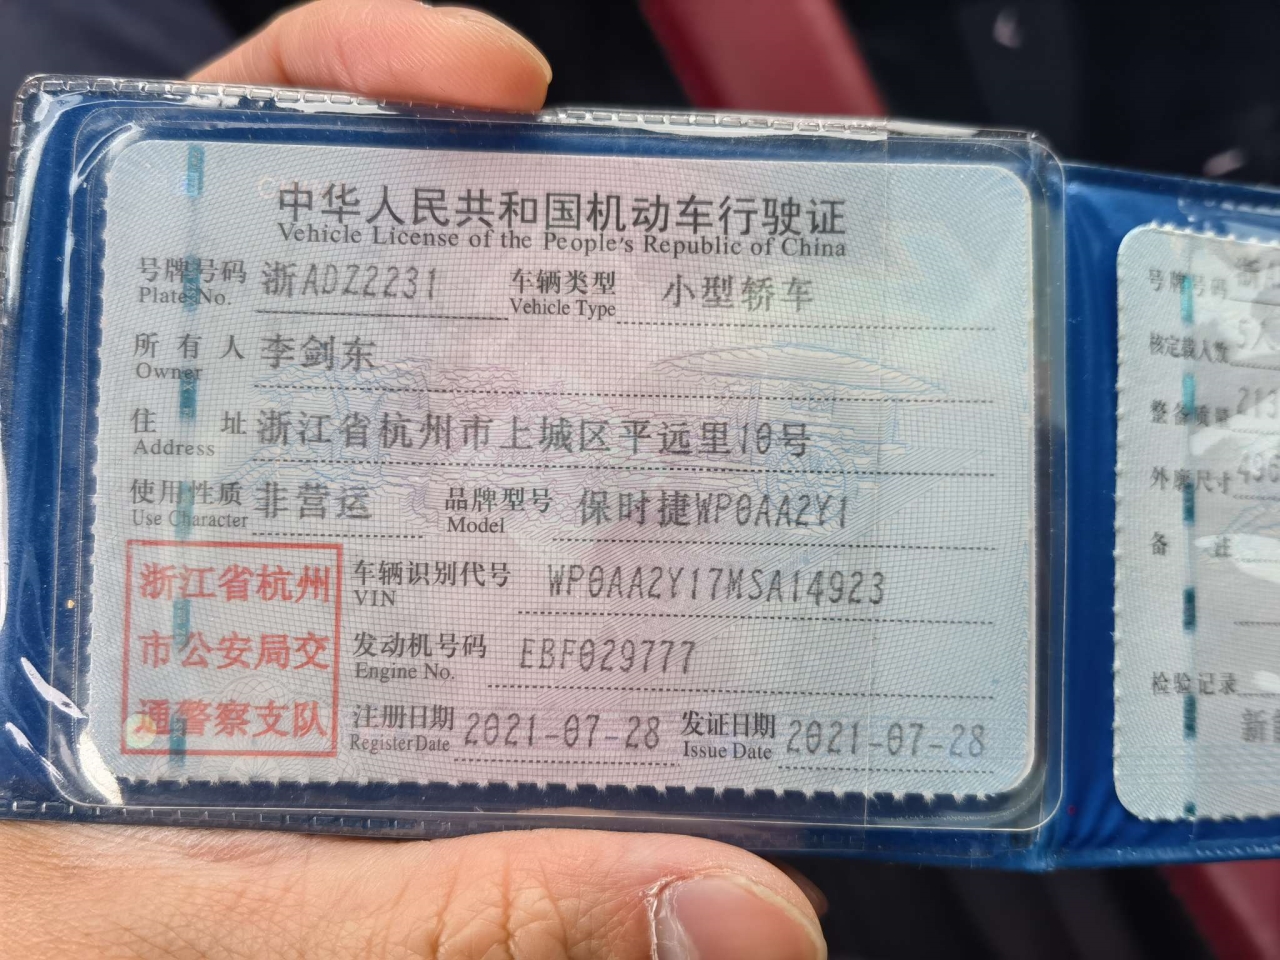 中华人民共和国机动车行驶证
Vehicle License of the People's Republic of China
号牌号码 浙ADZ2231 车辆类型 小型轿车
Plate No. Vehicle Type
所有人 李剑东
Owner
住址 浙江省杭州市上城区平远里10号
Address
使用性质 非营运 品牌型号 保时捷WP0AA2Y1
Use Character Model
浙江省杭州
市公安局交
通警察支队
车辆识别代号 WP0AA2Y17MSA14923
VIN
发动机号码 EBF029777
Engine No.
注册日期 2021-07-28 发证日期 2021-07-28
Register Date Issue Date
号牌号码 浙
核定载人数 5人
整备质量 213
外廓尺寸 496
备注
检验记录
新